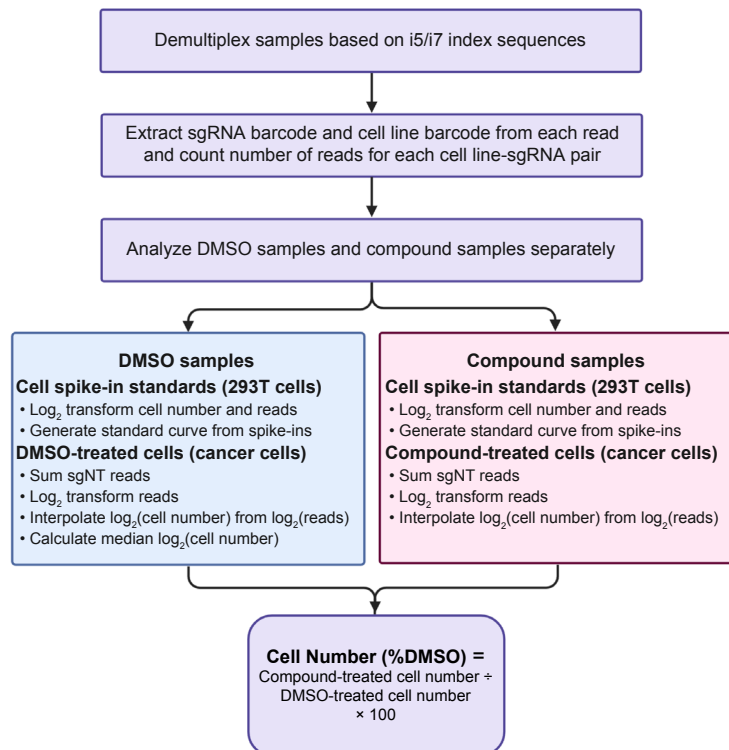 Demultiplex samples based on i5/i7 index sequences
Extract sgRNA barcode and cell line barcode from each read
and count number of reads for each cell line-sgRNA pair
Analyze DMSO samples and compound samples separately
DMSO samples
Cell spike-in standards (293T cells)
• Log₂ transform cell number and reads
• Generate standard curve from spike-ins
DMSO-treated cells (cancer cells)
• Sum sgNT reads
• Log₂ transform reads
• Interpolate log₂(cell number) from log₂(reads)
• Calculate median log₂(cell number)
Compound samples
Cell spike-in standards (293T cells)
• Log₂ transform cell number and reads
• Generate standard curve from spike-ins
Compound-treated cells (cancer cells)
• Sum sgNT reads
• Log₂ transform reads
• Interpolate log₂(cell number) from log₂(reads)
Cell Number (%DMSO) =
Compound-treated cell number ÷
DMSO-treated cell number
× 100